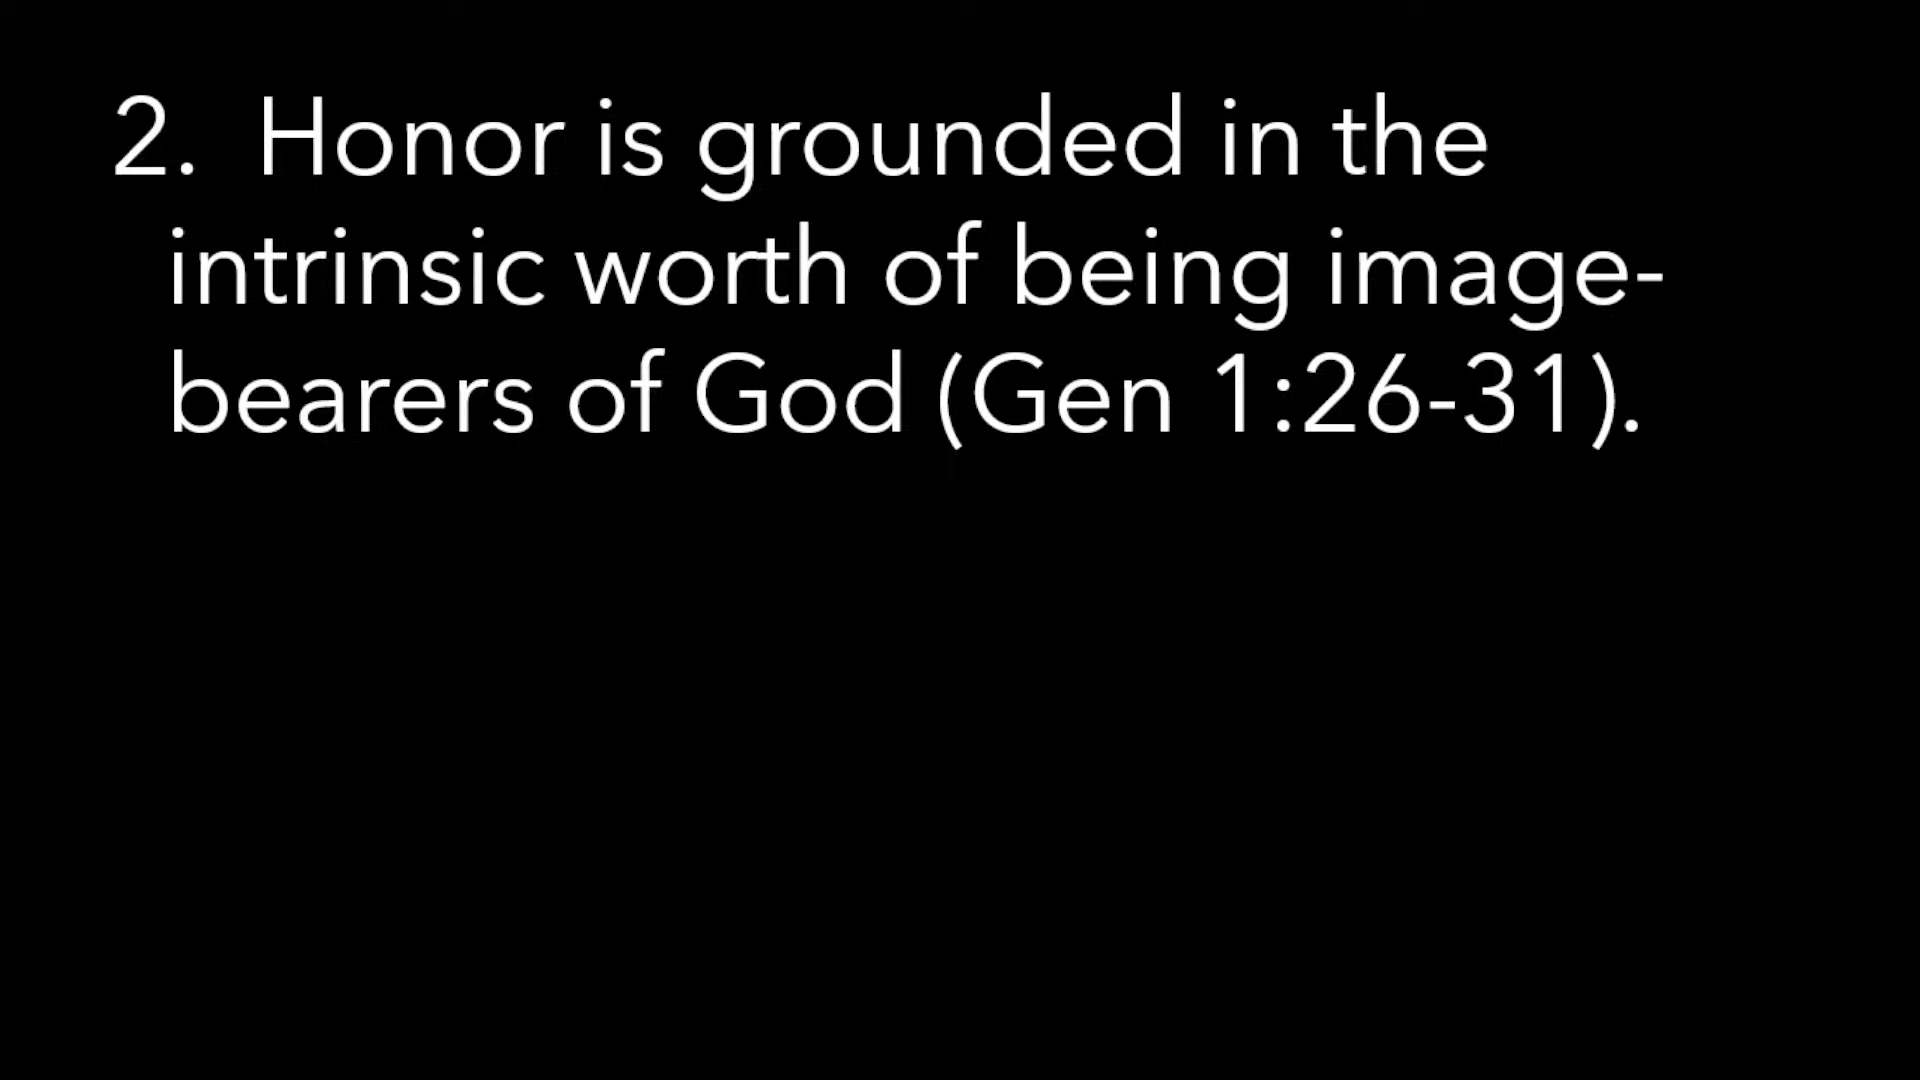 2. Honor is grounded in the
intrinsic worth of being image-
bearers of God (Gen 1:26-31).